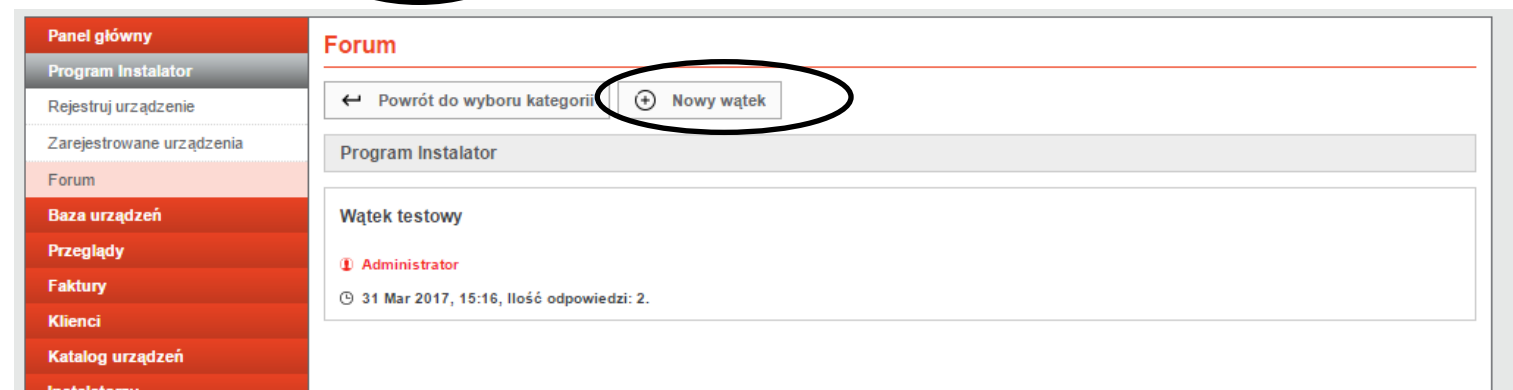 Panel główny
Program Instalator
Rejestruj urządzenie
Zarejestrowane urządzenia
Forum
Baza urządzeń
Przeglądy
Faktury
Klienci
Katalog urządzeń
Forum
Powrót do wyboru kategorii
Nowy wątek
Program Instalator
Wątek testowy
Administrator
31 Mar 2017, 15:16, Ilość odpowiedzi: 2.